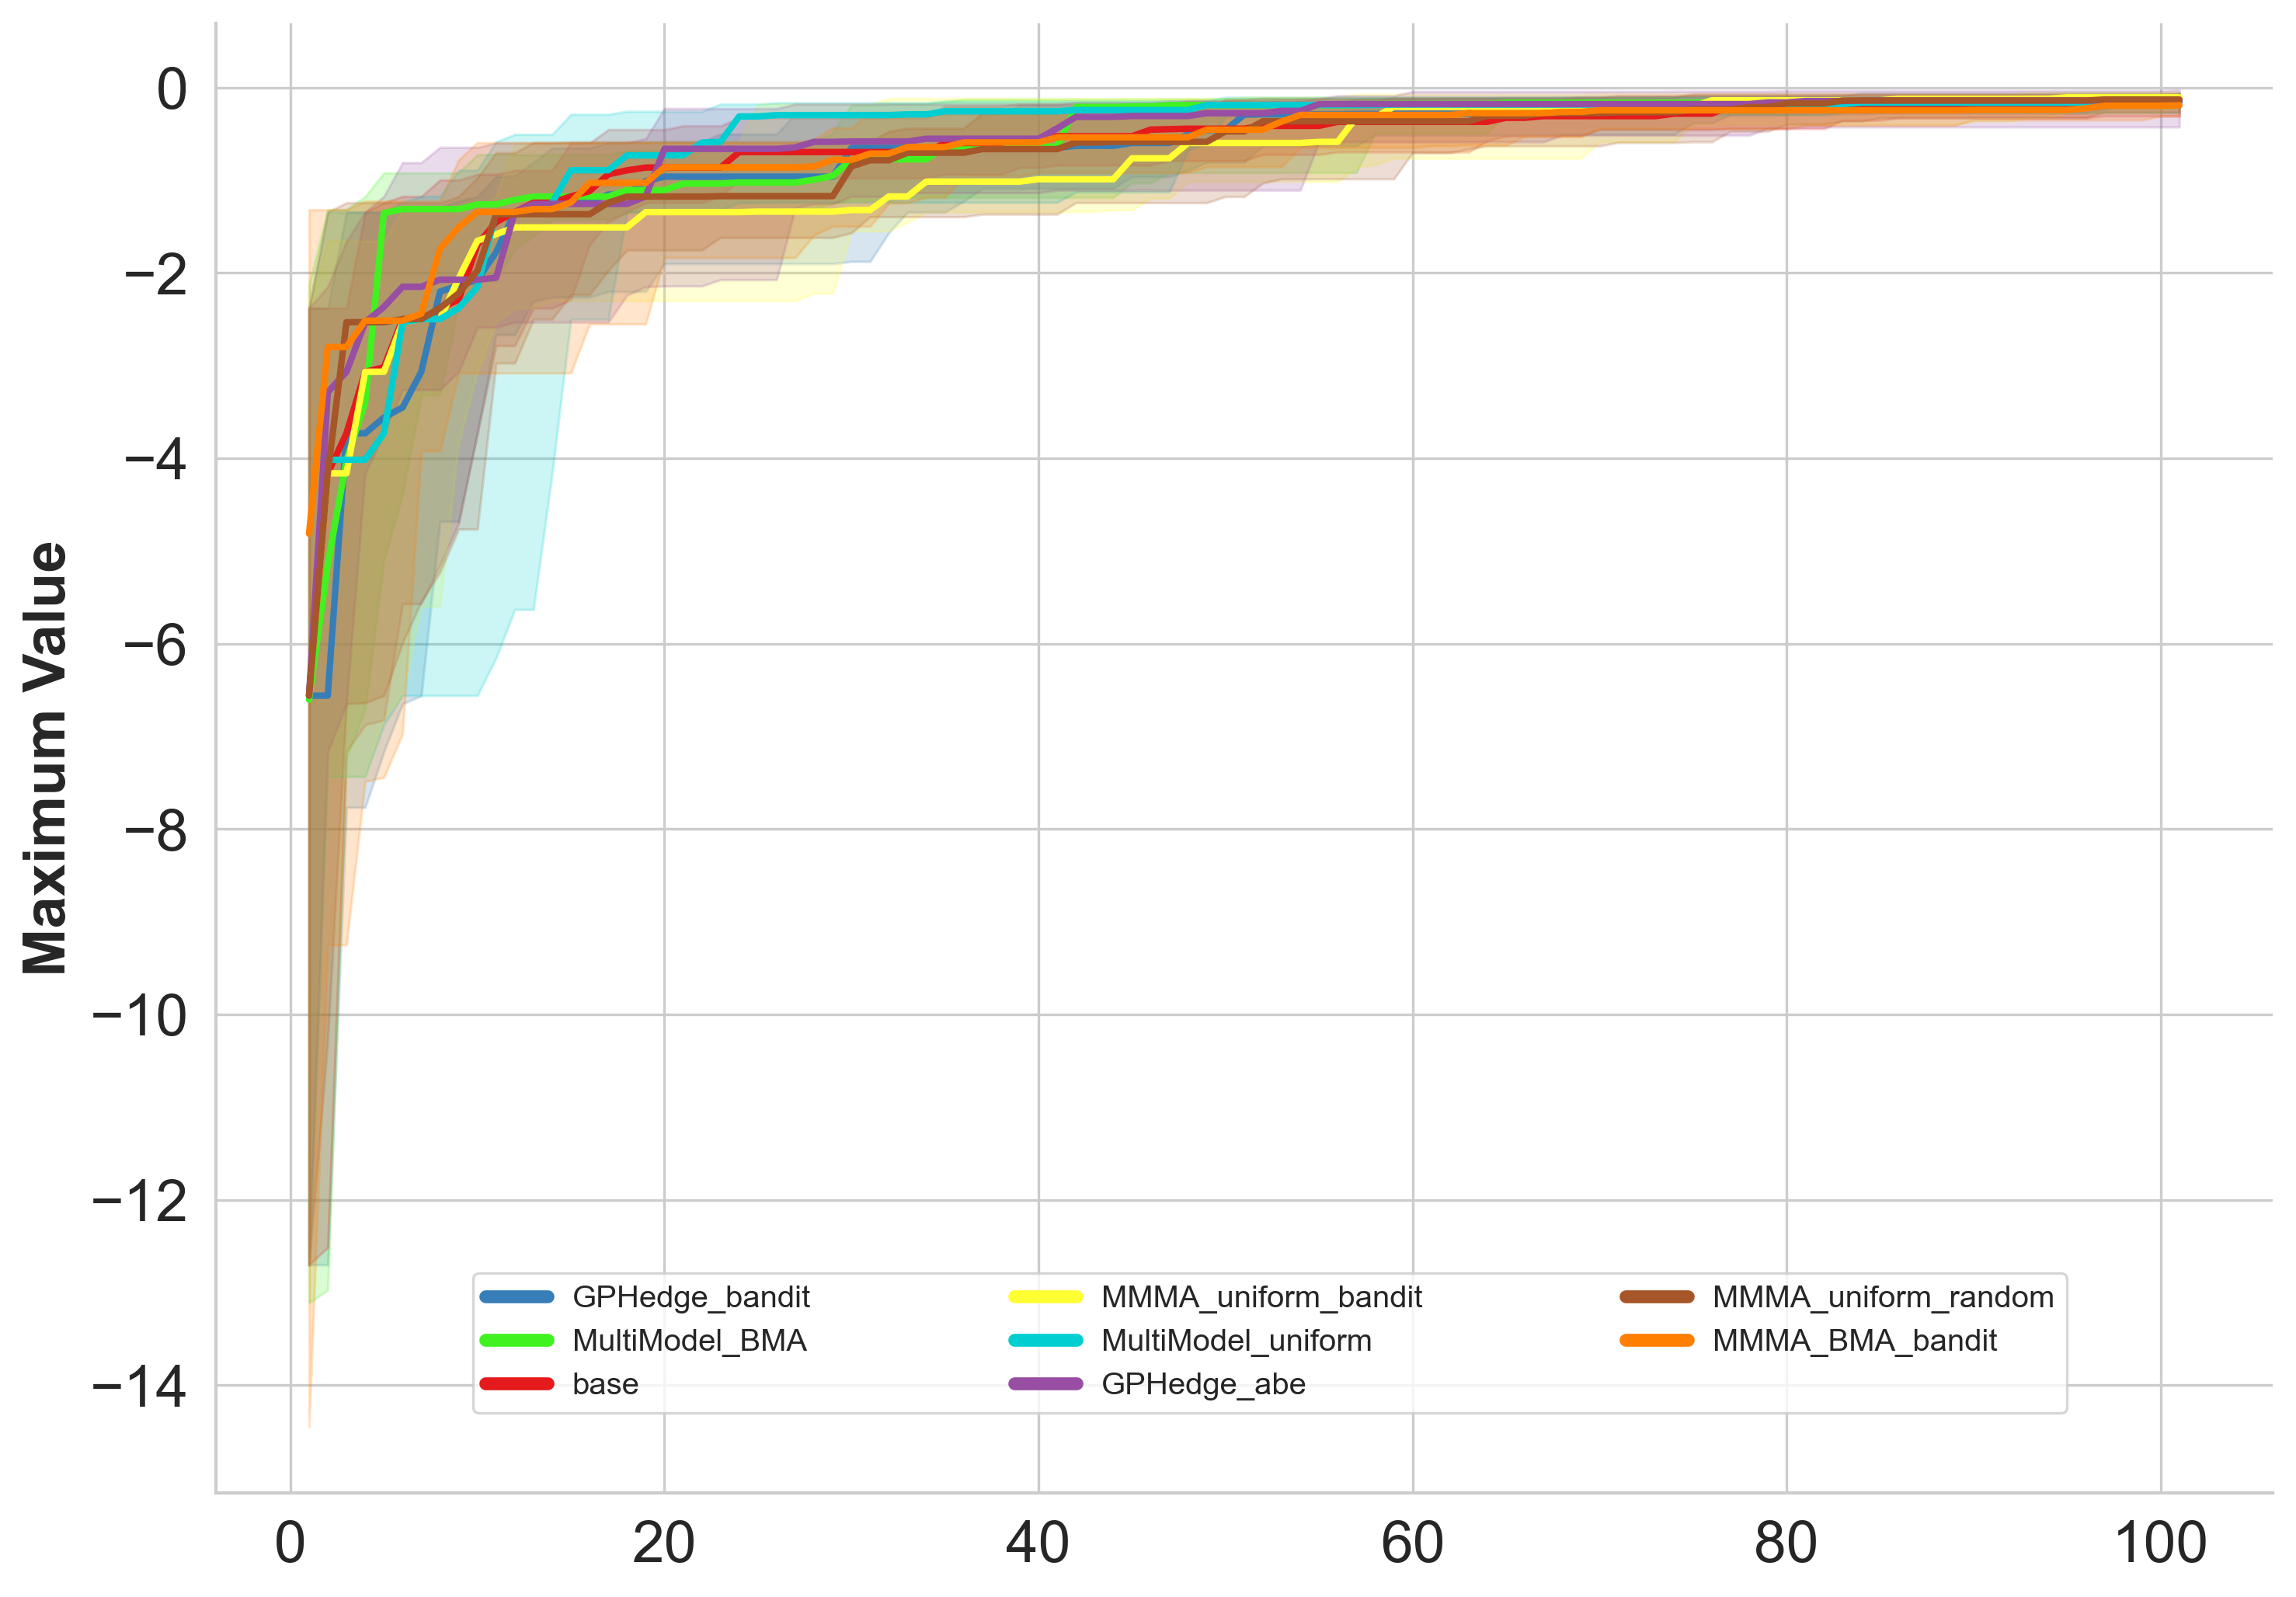 0
−2
−4
−6
−8
−10
−12
−14
Maximum Value
GPHedge_bandit
MultiModel_BMA
base
MMMA_uniform_bandit
MultiModel_uniform
GPHedge_abe
MMMA_uniform_random
MMMA_BMA_bandit
0 20 40 60 80 100